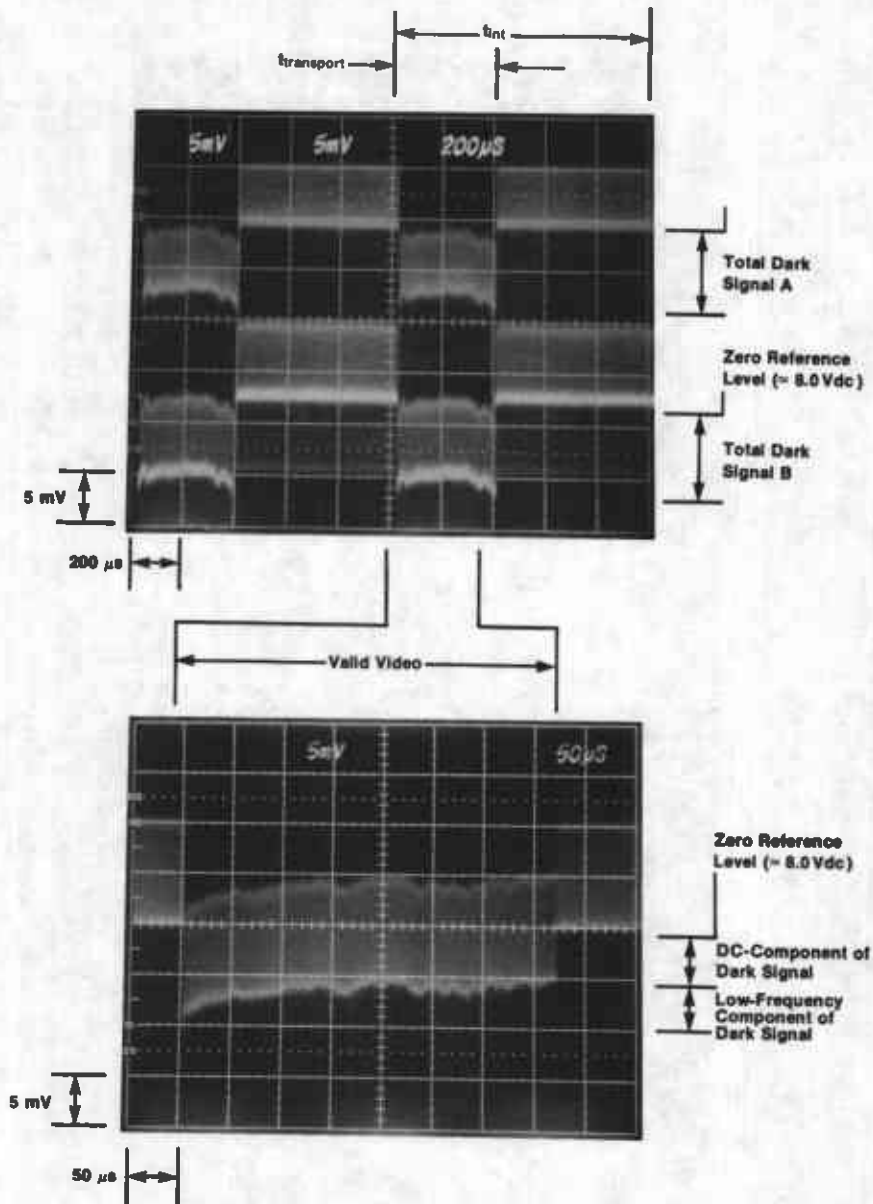 tint
ttransport
5mV 5mV 200µS
Total Dark
Signal A
Zero Reference
Level (≈ 8.0 Vdc)
Total Dark
Signal B
5 mV
200 µs
Valid Video
5mV 50µS
Zero Reference
Level (≈ 8.0 Vdc)
DC-Component of
Dark Signal
Low-Frequency
Component of
Dark Signal
5 mV
50 µs